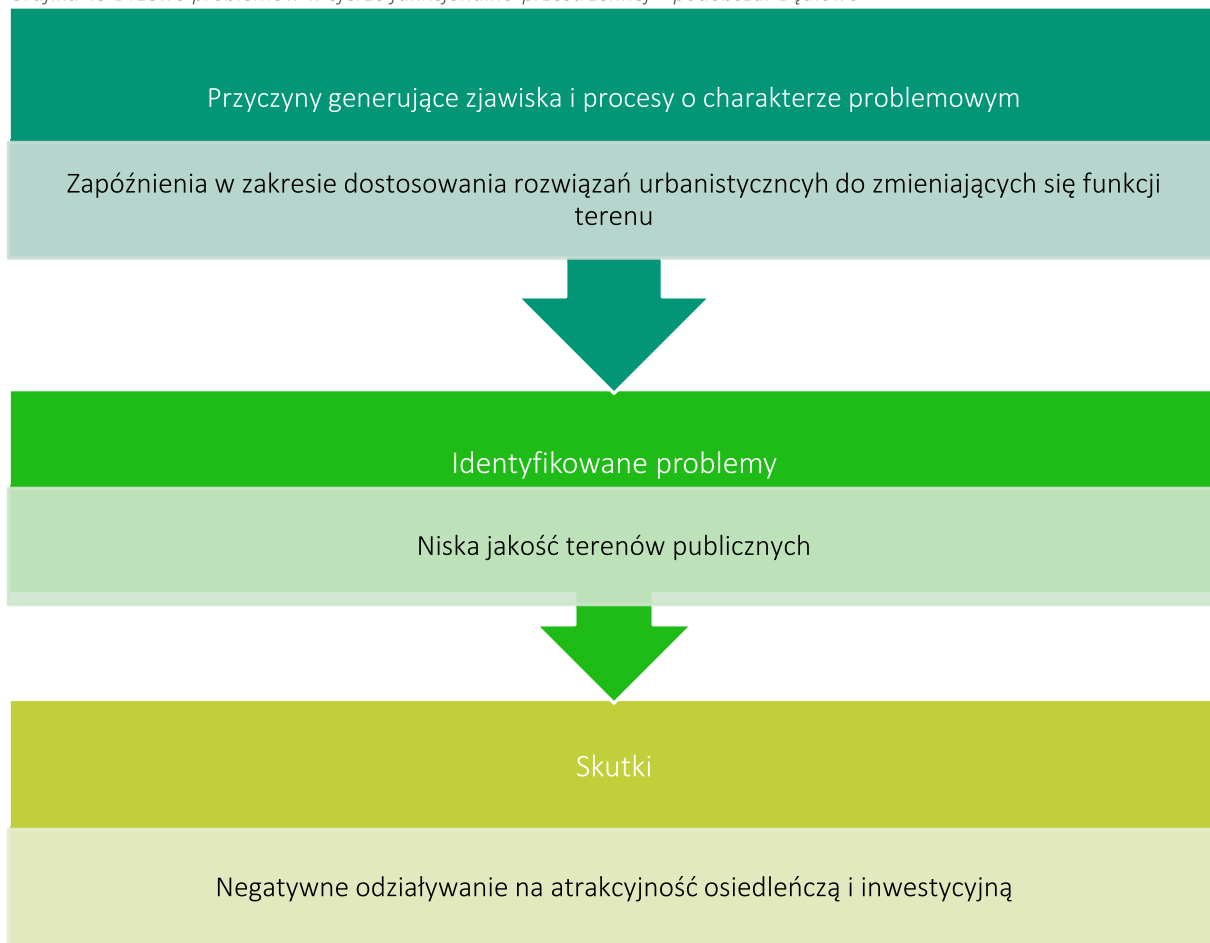 Przyczyny generujące zjawiska i procesy o charakterze problemowym
Zapóźnienia w zakresie dostosowania rozwiązań urbanistyczncyh do zmieniających się funkcji
terenu
Identyfikowane problemy
Niska jakość terenów publicznych
Skutki
Negatywne odziaływanie na atrakcyjność osiedleńczą i inwestycyjną